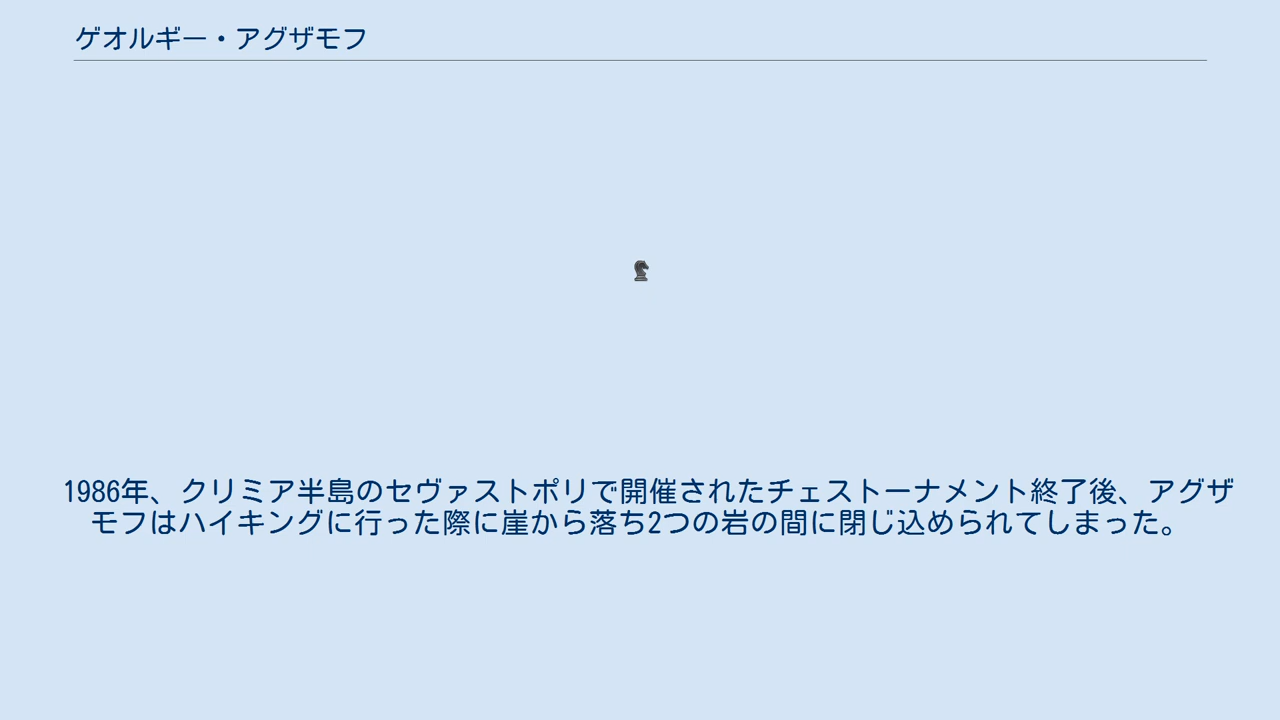 ゲオルギー・アグザモフ
1986年、クリミア半島のセヴァストポリで開催されたチェストーナメント終了後、アグザ
モフはハイキングに行った際に崖から落ち2つの岩の間に閉じ込められてしまった。